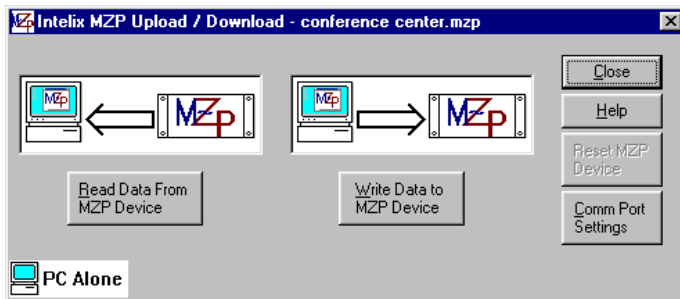 MZP Intelix MZP Upload / Download - conference center.mzp
MZP MZP
MZP MZP
Read Data From
MZP Device
Write Data to
MZP Device
Close
Help
Reset MZP
Device
Comm Port
Settings
PC Alone